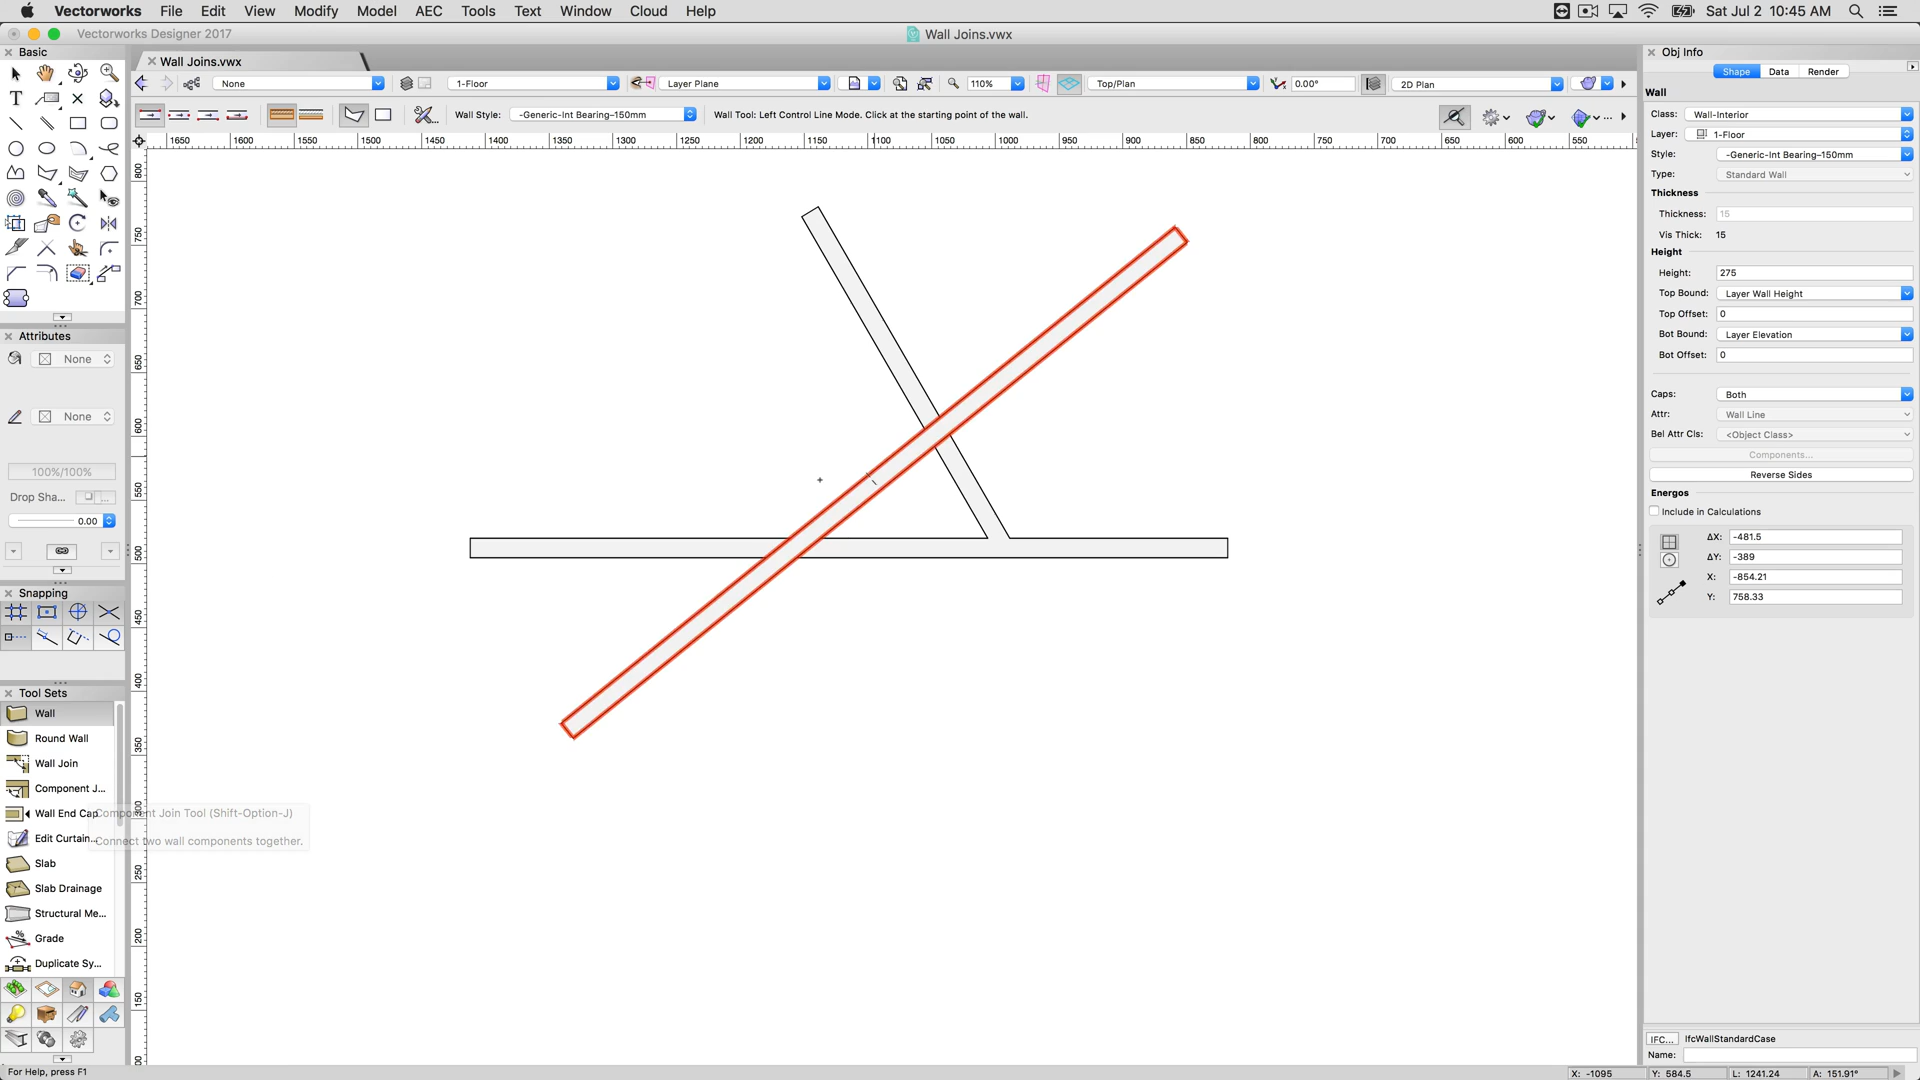 Vectorworks File Edit View Modify Model AEC Tools Text Window Cloud Help Sat Jul 2 10:45 AM
Vectorworks Designer 2017 Wall Joins.vwx
Basic
Wall Joins.vwx
None 1-Floor Layer Plane 110% Top/Plan 0.00° 2D Plan
Wall Style: -Generic-Int Bearing-150mm Wall Tool: Left Control Line Mode. Click at the starting point of the wall.
1650 1600 1550 1500 1450 1400 1350 1300 1250 1200 1150 1100 1050 1000 950 900 850 800 750 700 650 600 550
800
750
700
650
600
550
500
450
400
350
300
250
200
150
Attributes
None
None
100%/100%
Drop Sha... ...
0.00
Snapping
Tool Sets
Wall
Round Wall
Wall Join
Component J...
Wall End Cap
Edit Curtain...
Slab
Slab Drainage
Structural Me...
Grade
Duplicate Sy...
Component Join Tool (Shift-Option-J)
Connect two wall components together.
For Help, press F1
Obj Info
Shape Data Render
Wall
Class: Wall-Interior
Layer: 1-Floor
Style: -Generic-Int Bearing-150mm
Type: Standard Wall
Thickness
Thickness: 15
Vis Thick: 15
Height
Height: 275
Top Bound: Layer Wall Height
Top Offset: 0
Bot Bound: Layer Elevation
Bot Offset: 0
Caps: Both
Attr: Wall Line
Bel Attr Cls: <Object Class>
Components...
Reverse Sides
Energos
Include in Calculations
ΔX: -481.5
ΔY: -389
X: -854.21
Y: 758.33
IFC... IfcWallStandardCase
Name:
X: -1095 Y: 584.5 L: 1241.24 A: 151.91°